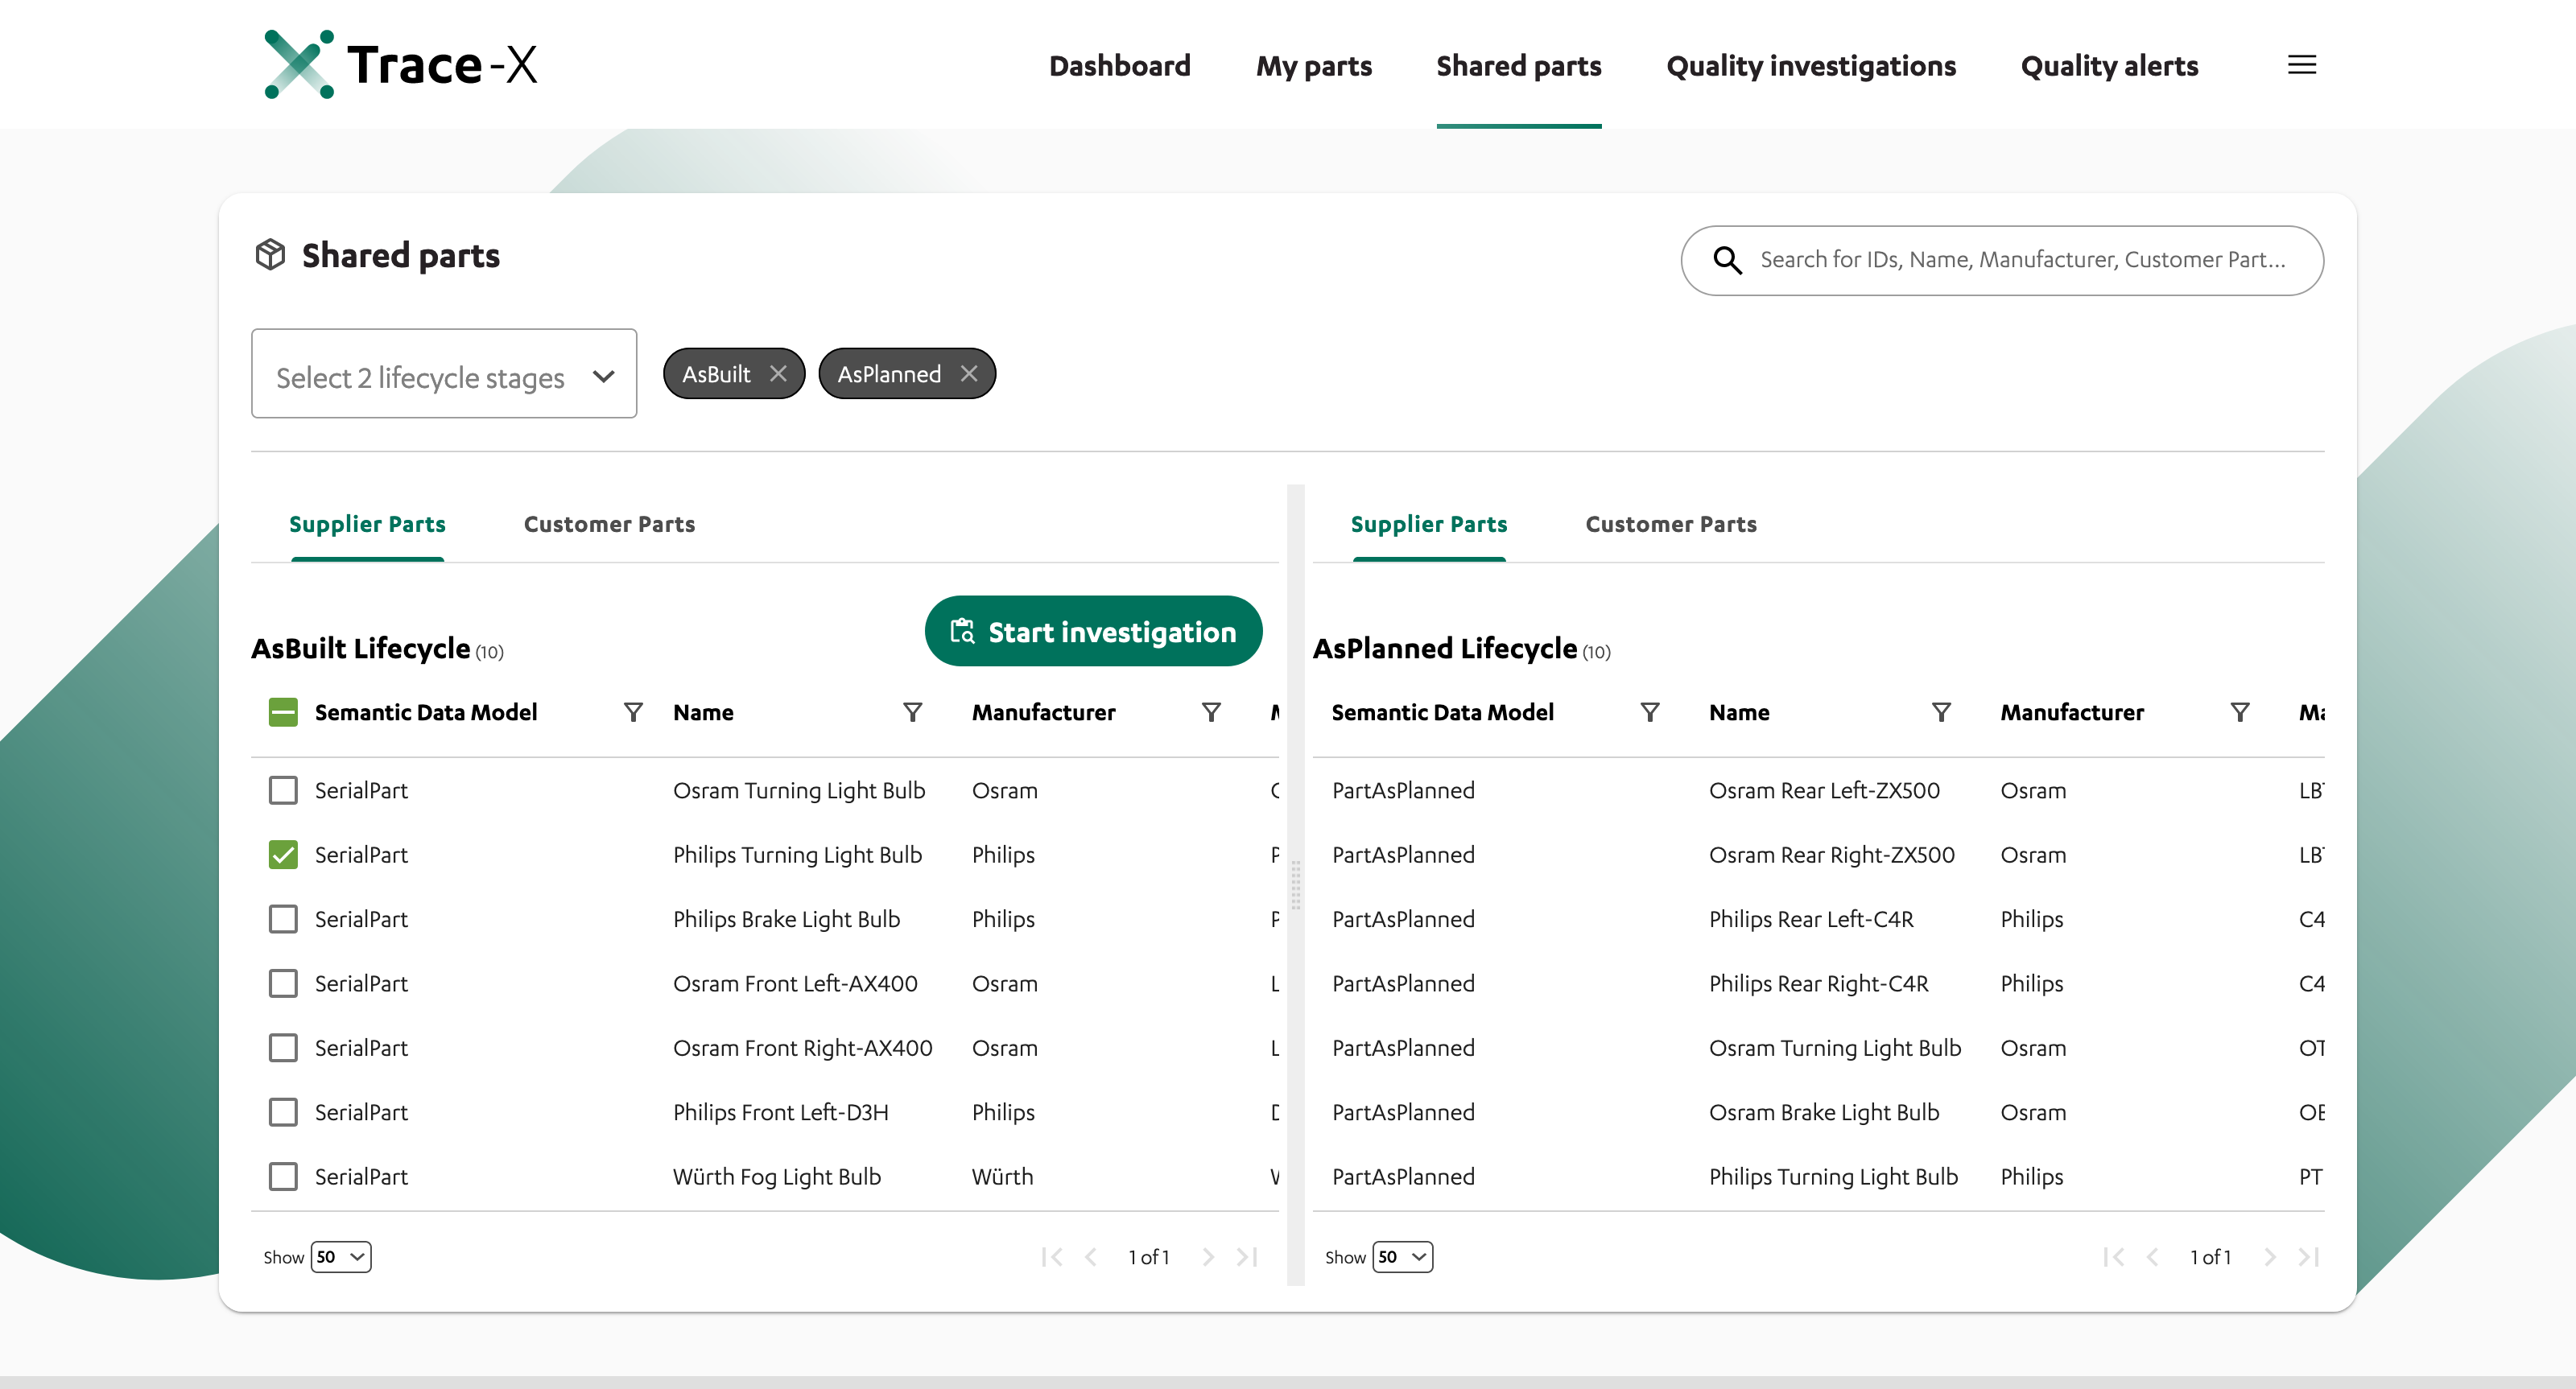 Trace-X
Dashboard My parts Shared parts Quality investigations Quality alerts
Shared parts
Search for IDs, Name, Manufacturer, Customer Part...
Select 2 lifecycle stages AsBuilt AsPlanned
Supplier Parts Customer Parts
Start investigation
AsBuilt Lifecycle (10)
Semantic Data Model Name Manufacturer
SerialPart Osram Turning Light Bulb Osram
SerialPart Philips Turning Light Bulb Philips
SerialPart Philips Brake Light Bulb Philips
SerialPart Osram Front Left-AX400 Osram
SerialPart Osram Front Right-AX400 Osram
SerialPart Philips Front Left-D3H Philips
SerialPart Würth Fog Light Bulb Würth
Show 50 1 of 1
Supplier Parts Customer Parts
AsPlanned Lifecycle (10)
Semantic Data Model Name Manufacturer
PartAsPlanned Osram Rear Left-ZX500 Osram
PartAsPlanned Osram Rear Right-ZX500 Osram
PartAsPlanned Philips Rear Left-C4R Philips C4
PartAsPlanned Philips Rear Right-C4R Philips C4
PartAsPlanned Osram Turning Light Bulb Osram
PartAsPlanned Osram Brake Light Bulb Osram
PartAsPlanned Philips Turning Light Bulb Philips PT
Show 50 1 of 1